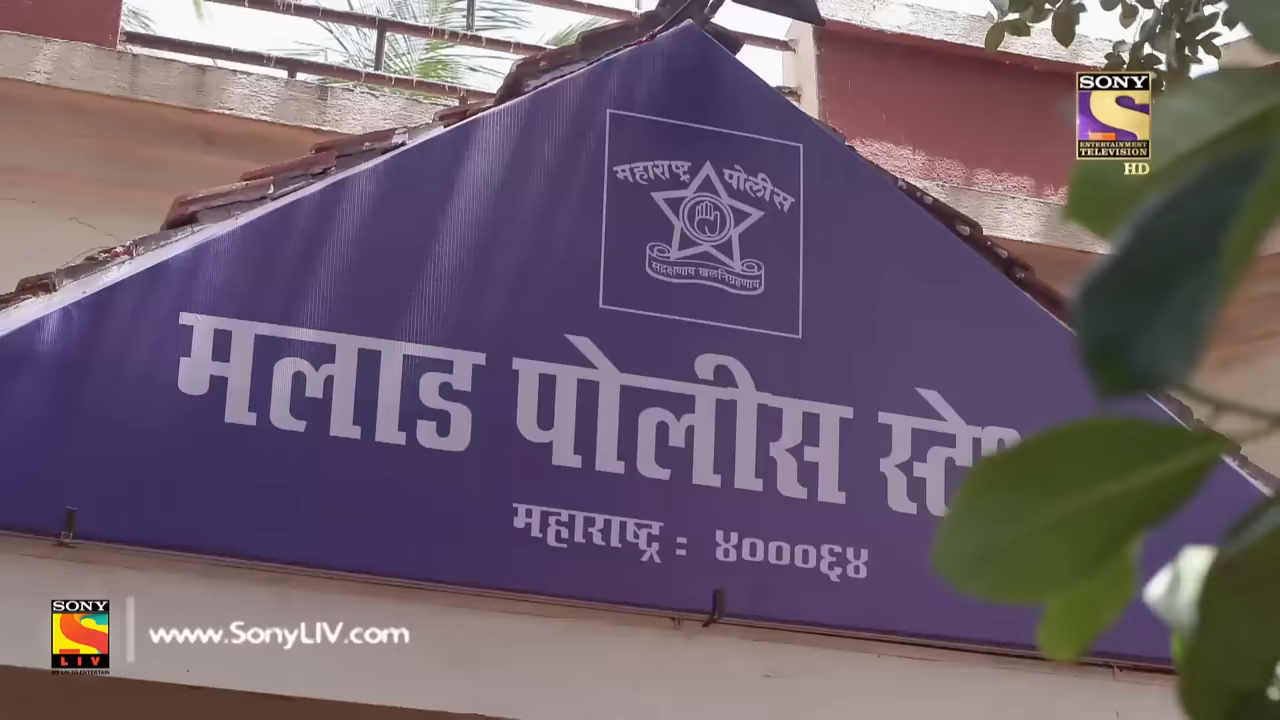 SONY
ENTERTAINMENT
TELEVISION
HD
महाराष्ट्र पोलीस
सद्रक्षणाय खलनिग्रहणाय
मलाड पोलीस
महाराष्ट्र : ४०००६४
SONY
LIV
www.SonyLIV.com